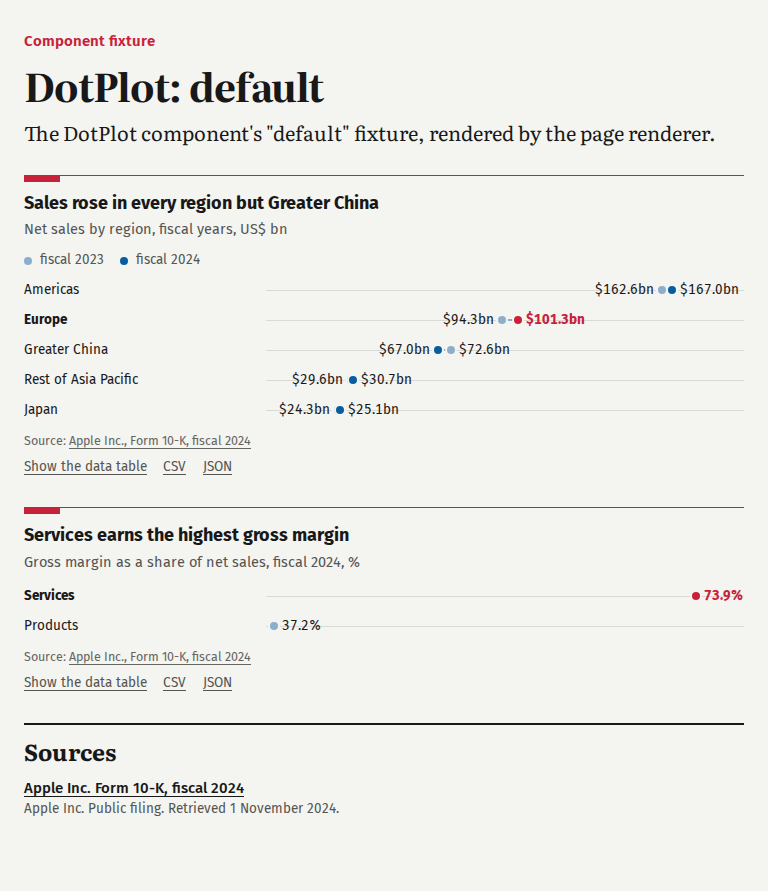 Component fixture
DotPlot: default
The DotPlot component's "default" fixture, rendered by the page renderer.
Sales rose in every region but Greater China
Net sales by region, fiscal years, US$ bn
fiscal 2023 fiscal 2024
Americas $162.6bn $167.0bn
Europe $94.3bn $101.3bn
Greater China $67.0bn $72.6bn
Rest of Asia Pacific $29.6bn $30.7bn
Japan $24.3bn $25.1bn
Source: Apple Inc., Form 10-K, fiscal 2024
Show the data table CSV JSON
Services earns the highest gross margin
Gross margin as a share of net sales, fiscal 2024, %
Services 73.9%
Products 37.2%
Source: Apple Inc., Form 10-K, fiscal 2024
Show the data table CSV JSON
Sources
Apple Inc. Form 10-K, fiscal 2024
Apple Inc. Public filing. Retrieved 1 November 2024.